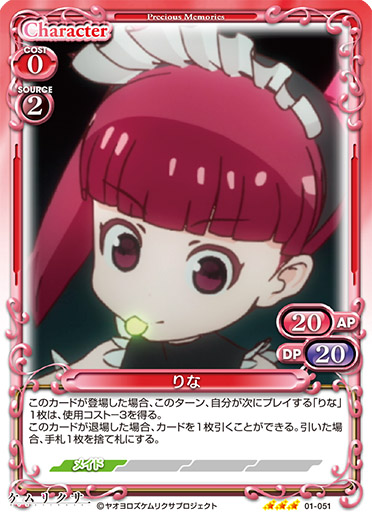 Precious Memories
Character
COST
0
SOURCE
2
20 AP
DP 20
りな
このカードが登場した場合、このターン、自分が次にプレイする「りな」
1枚は、使用コスト－3を得る。
このカードが退場した場合、カードを1枚引くことができる。引いた場
合、手札1枚を捨て札にする。
メイド
ケムリクサ
©ヤオヨロズケムリクサプロジェクト
★★★ 01-051